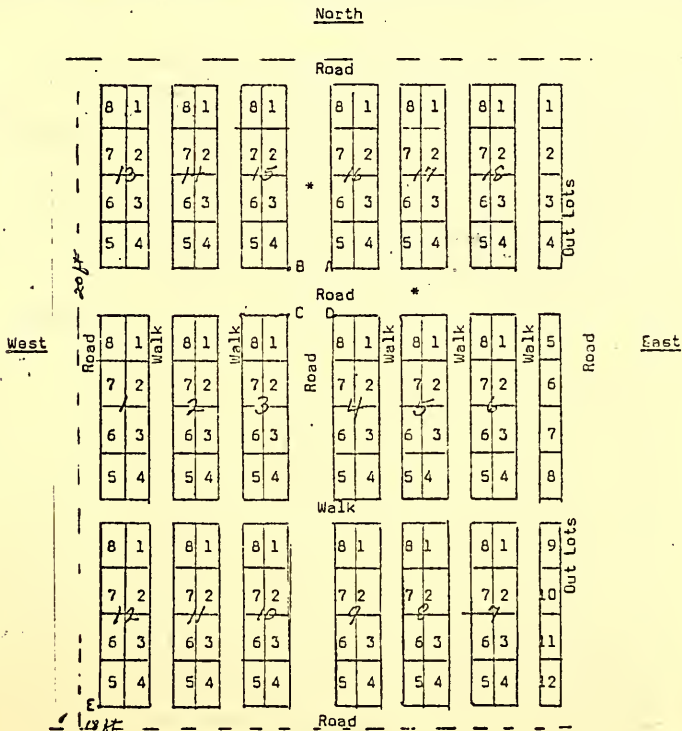 North
Road
8 1 8 1 8 1 8 1 8 1 8 1 1
7 2 7 2 7 2 7 2 7 2 7 2 2
13 14 15 * 16 17 18
6 3 6 3 6 3 6 3 6 3 6 3 3
Out Lots
5 4 5 4 5 4 5 4 5 4 5 4 4
B A
20 ft
Road *
C D
West
Road
8 1 Walk 8 1 Walk 8 1 Road 8 1 Walk 8 1 Walk 8 1 Walk 5 Road
East
7 2 7 2 7 2 7 2 7 2 7 2 6
1 2 3 4 5 6
6 3 6 3 6 3 6 3 6 3 6 3 7
5 4 5 4 5 4 5 4 5 4 5 4 8
Walk
8 1 8 1 8 1 8 1 8 1 8 1 9
Out Lots
7 2 7 2 7 2 7 2 7 2 7 2 10
12 11 10 9 8 7
6 3 6 3 6 3 6 3 6 3 6 3 11
5 4 5 4 5 4 5 4 5 4 5 4 12
E
18 ft
Road